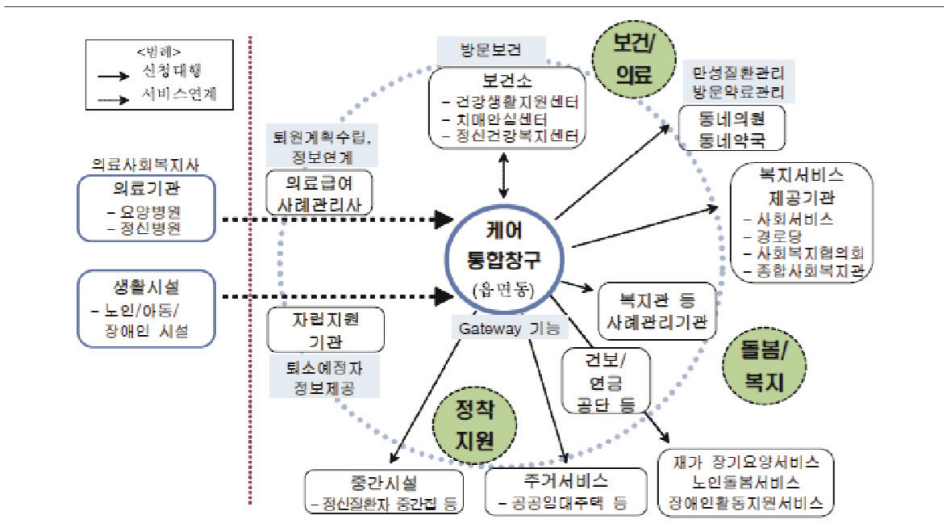 <범례>
신청대행
서비스연계
의료사회복지사
의료기관
– 요양병원
– 정신병원
생활시설
– 노인/아동/
장애인 시설
퇴원계획수립,
정보연계
의료급여
사례관리사
자립지원
기관
퇴소예정자
정보제공
방문보건
보건소
– 건강생활지원센터
– 치매안심센터
– 정신건강복지센터
보건/
의료
만성질환관리
방문약료관리
동네의원
동네약국
복지서비스
제공기관
– 사회서비스
– 경로당
– 사회복지협의회
– 종합사회복지관
케어
통합창구
(읍면동)
Gateway 기능
복지관 등
사례관리기관
건보/
연금
공단 등
돌봄/
복지
정착
지원
중간시설
– 정신질환자 중간집 등
주거서비스
– 공공임대주택 등
재가 장기요양서비스
노인돌봄서비스
장애인활동지원서비스